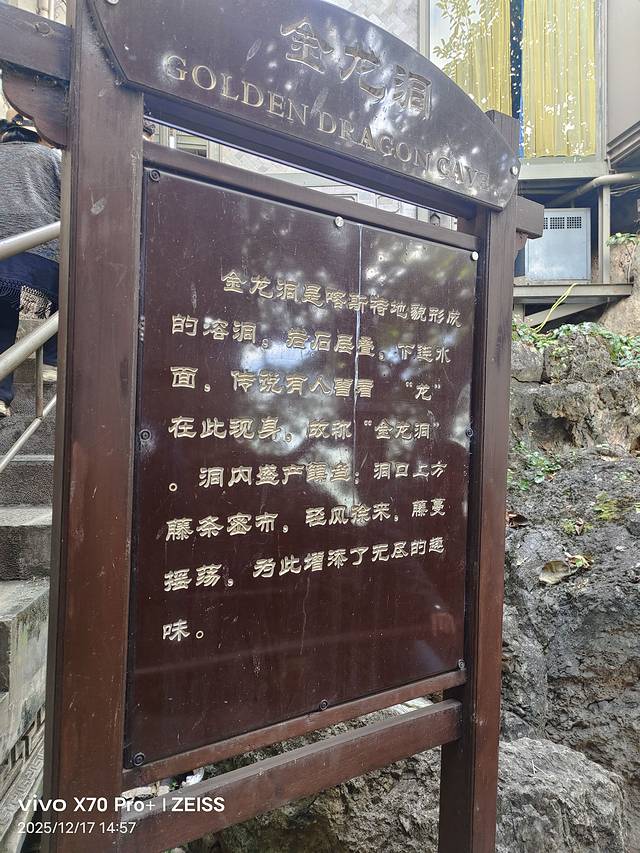 金龙洞
GOLDEN DRAGON CAVE
金龙洞是喀斯特地貌形成
的溶洞。岩石层叠，下连水
面。传说有人曾看“龙”
在此现身，故称“金龙洞”
。洞内盛产鳝鱼；洞口上方
藤条密布，轻风徐来，藤蔓
摇荡，为此增添了无尽的趣
味。
vivo X70 Pro+ | ZEISS
2025/12/17 14:57